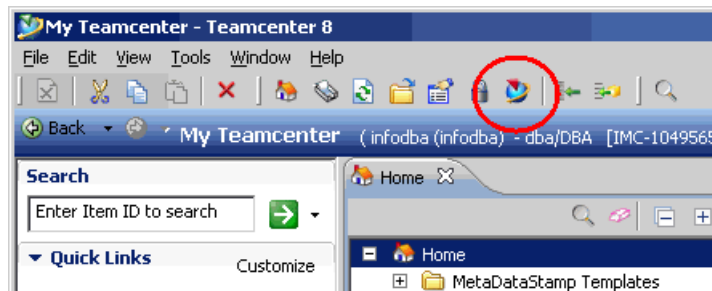 My Teamcenter - Teamcenter 8
File Edit View Tools Window Help
Back My Teamcenter ( infodba (infodba) - dba/DBA [IMC-1049565
Search
Home
Enter Item ID to search
Quick Links
Customize
Home
MetaDataStamp Templates